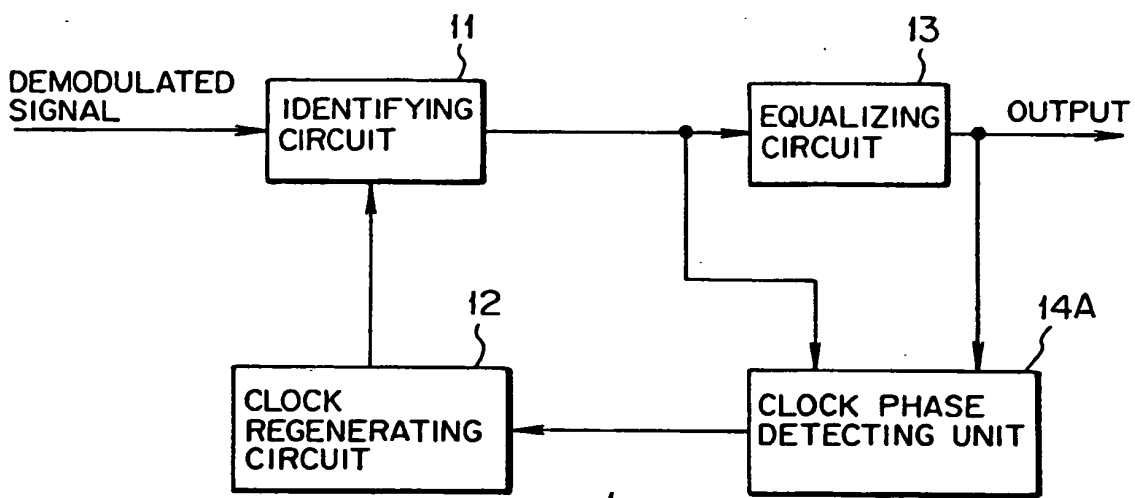 11
13
DEMODULATED
SIGNAL
IDENTIFYING
CIRCUIT
EQUALIZING
CIRCUIT
OUTPUT
12
14A
CLOCK
REGENERATING
CIRCUIT
CLOCK PHASE
DETECTING UNIT